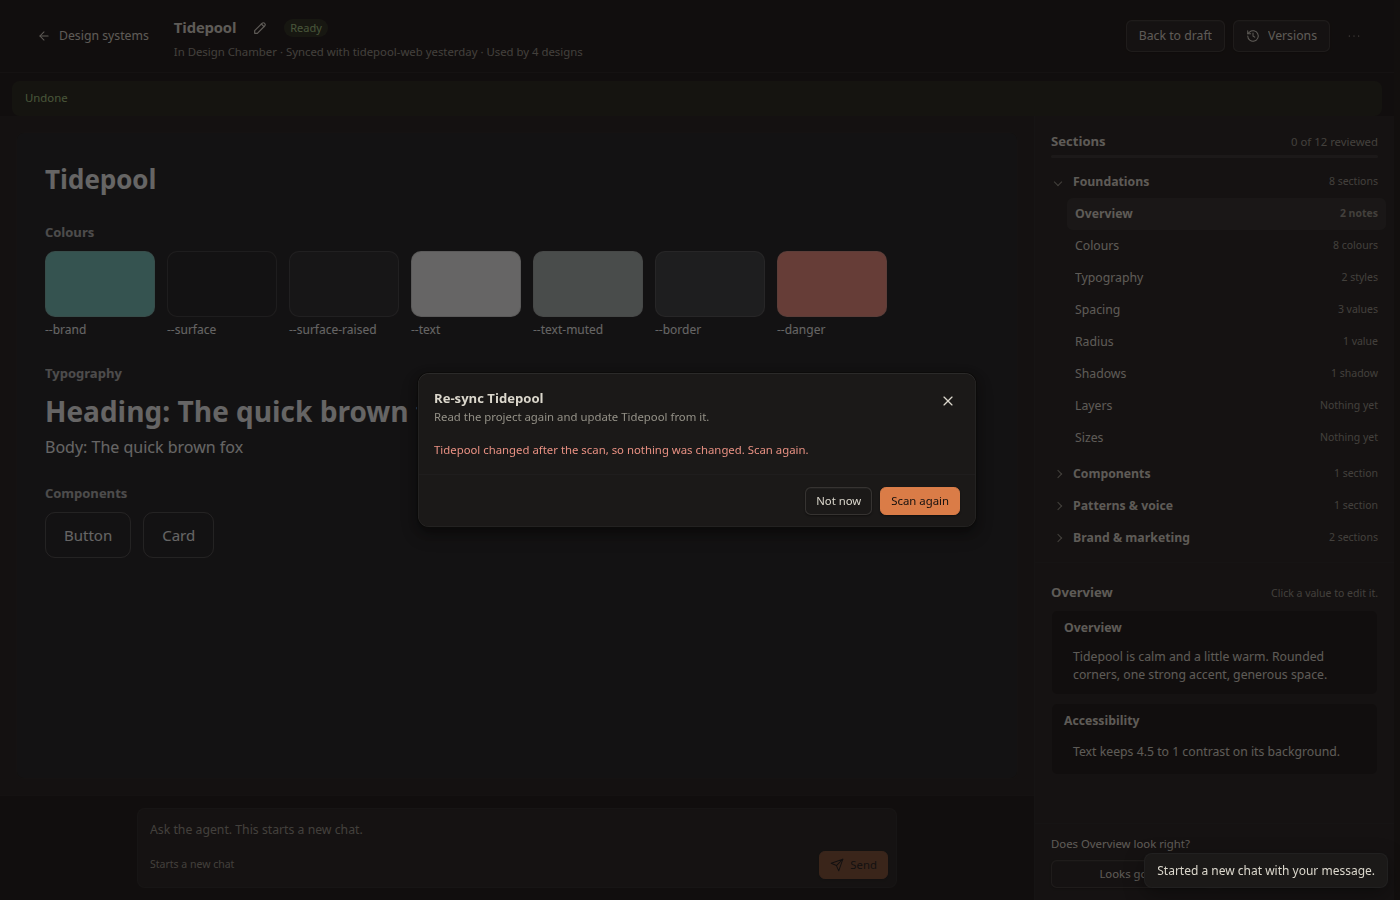 Design systems
Tidepool
Ready
In Design Chamber · Synced with tidepool-web yesterday · Used by 4 designs
Back to draft
Versions
Undone
Tidepool
Colours
--brand
--surface
--surface-raised
--text
--text-muted
--border
--danger
Typography
Heading: The quick brown
Body: The quick brown fox
Components
Button
Card
Re-sync Tidepool
Read the project again and update Tidepool from it.
Tidepool changed after the scan, so nothing was changed. Scan again.
Not now
Scan again
Ask the agent. This starts a new chat.
Starts a new chat
Send
Sections
0 of 12 reviewed
Foundations
8 sections
Overview
2 notes
Colours
8 colours
Typography
2 styles
Spacing
3 values
Radius
1 value
Shadows
1 shadow
Layers
Nothing yet
Sizes
Nothing yet
Components
1 section
Patterns & voice
1 section
Brand & marketing
2 sections
Overview
Click a value to edit it.
Overview
Tidepool is calm and a little warm. Rounded
corners, one strong accent, generous space.
Accessibility
Text keeps 4.5 to 1 contrast on its background.
Does Overview look right?
Looks
Started a new chat with your message.